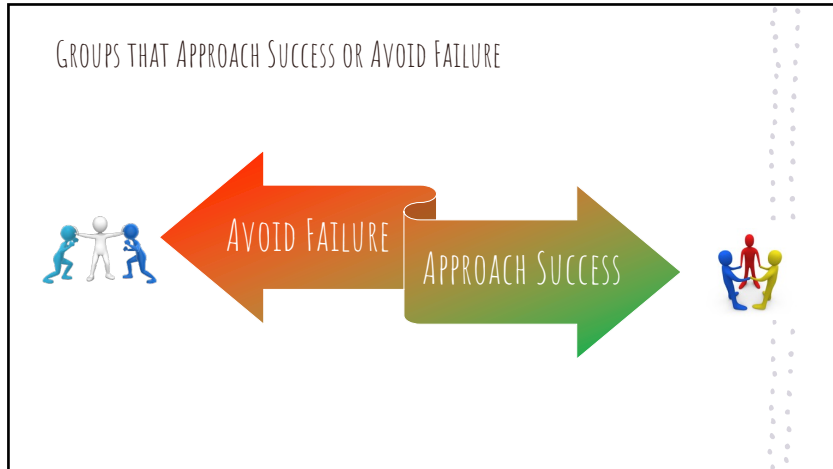 Groups that Approach Success or Avoid Failure
Avoid Failure
Approach Success